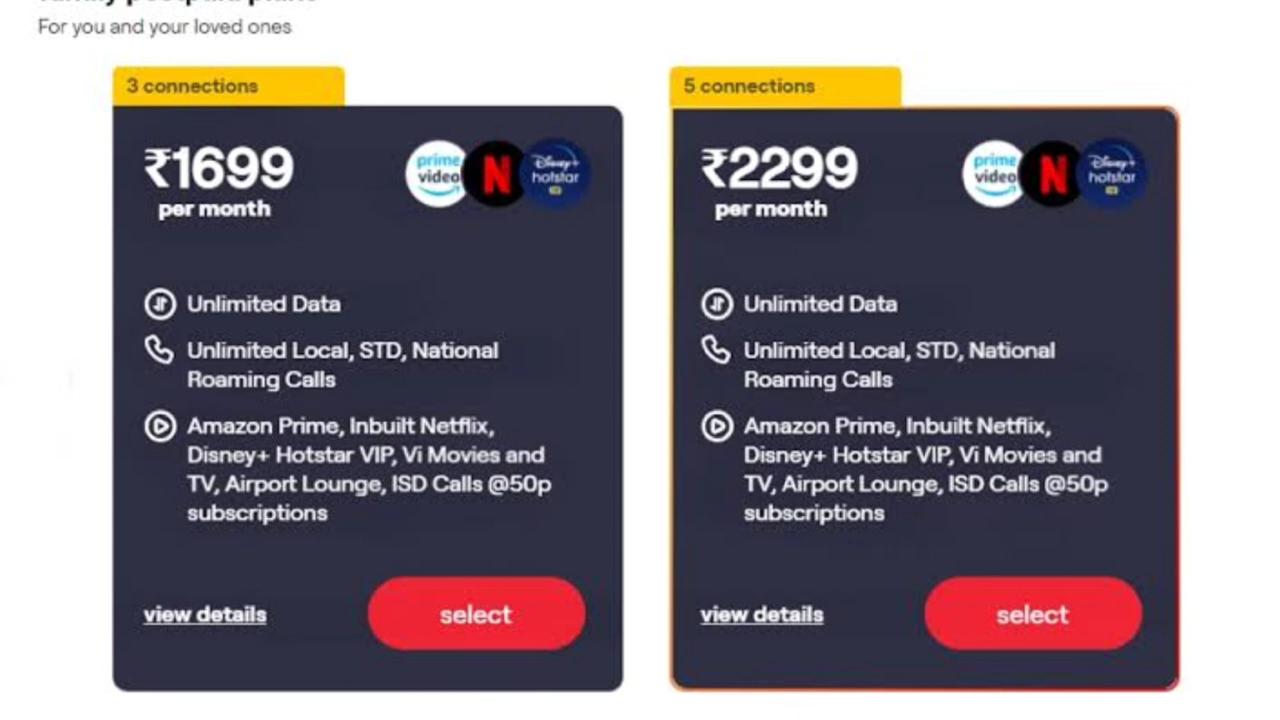 family postpaid plans
For you and your loved ones
3 connections
₹1699
per month
prime video
N
Disney+ hotstar
Unlimited Data
Unlimited Local, STD, National
Roaming Calls
Amazon Prime, Inbuilt Netflix,
Disney+ Hotstar VIP, Vi Movies and
TV, Airport Lounge, ISD Calls @50p
subscriptions
view details
select
5 connections
₹2299
per month
prime video
N
Disney+ hotstar
Unlimited Data
Unlimited Local, STD, National
Roaming Calls
Amazon Prime, Inbuilt Netflix,
Disney+ Hotstar VIP, Vi Movies and
TV, Airport Lounge, ISD Calls @50p
subscriptions
view details
select